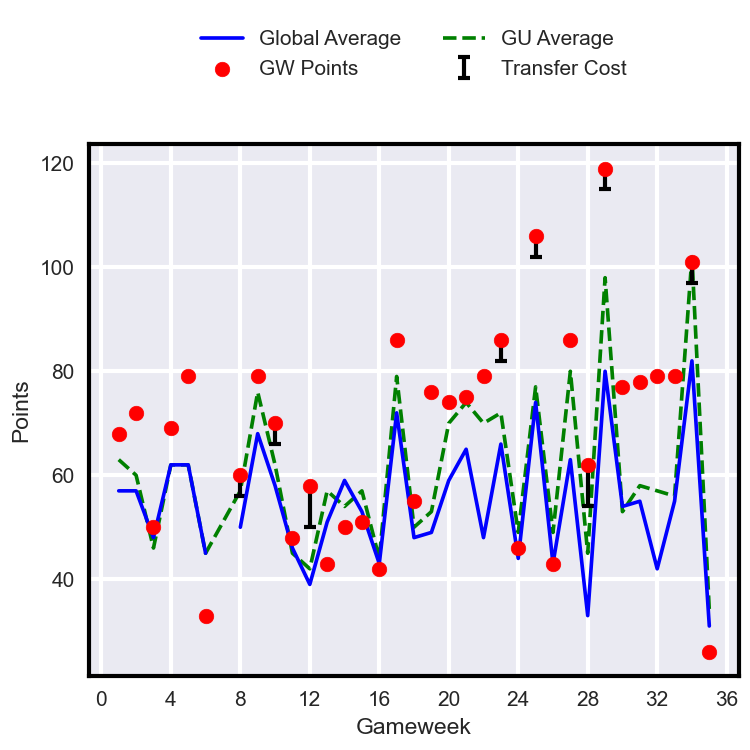 Global Average
GU Average
GW Points
Transfer Cost
120
100
80
60
40
Points
0 4 8 12 16 20 24 28 32 36
Gameweek